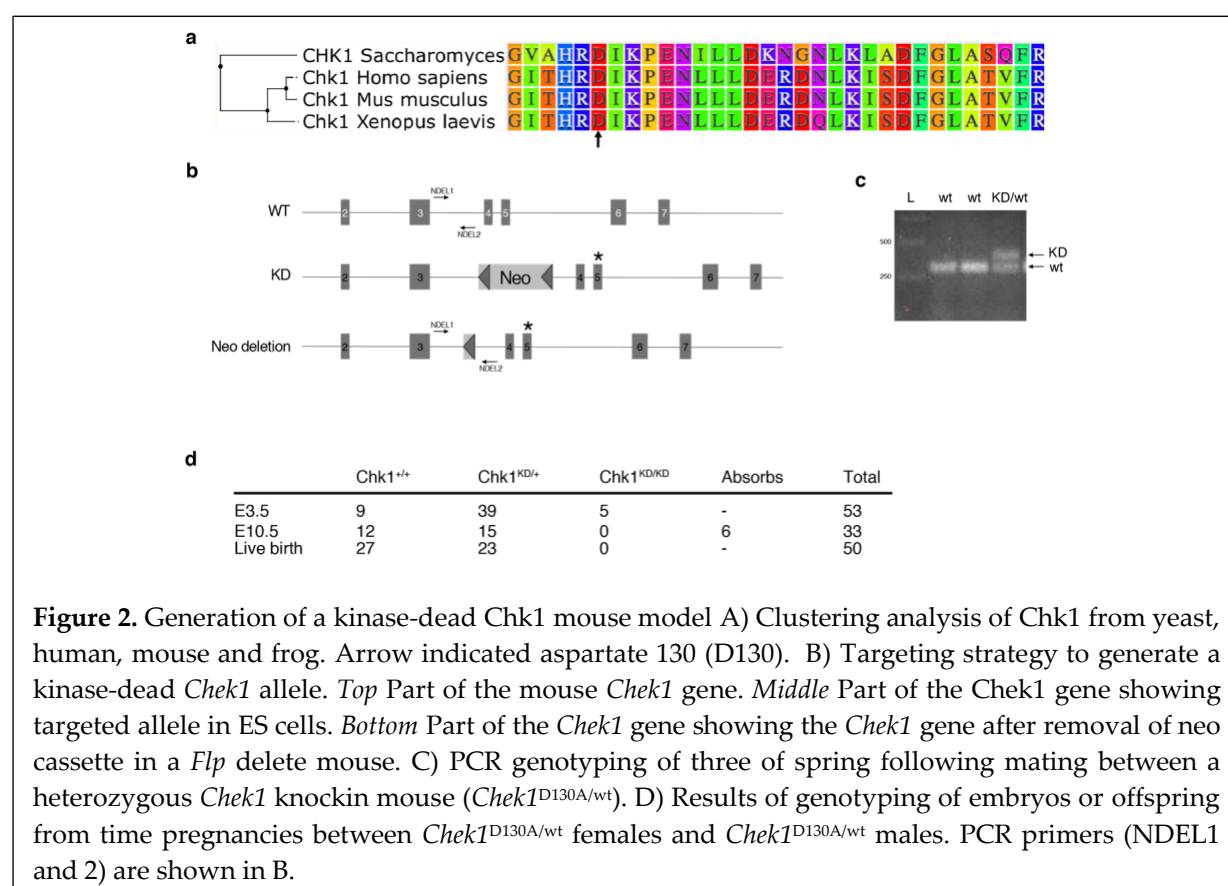 a
CHK1 Saccharomyces GVAHRDIKPENILLDKNGNLKLADFGLASQFR
Chk1 Homo sapiens GITHRDIKPENLLLDERDNLKISDFGLATVFR
Chk1 Mus musculus GITHRDIKPENLLLDERDNLKISDFGLATVFR
Chk1 Xenopus laevis GITHRDIKPENLLLDERDQLKISDFGLATVFR
b
WT 2 3 NDEL1 NDEL2 4 5 6 7
KD 2 3 Neo 4 5 * 6 7
Neo deletion 2 3 NDEL1 NDEL2 4 5 * 6 7
c
L wt wt KD/wt
500 KD
250 wt
d
Chk1+/+ Chk1KD/+ Chk1KD/KD Absorbs Total
E3.5 9 39 5 - 53
E10.5 12 15 0 6 33
Live birth 27 23 0 - 50
Figure 2. Generation of a kinase-dead Chk1 mouse model A) Clustering analysis of Chk1 from yeast,
human, mouse and frog. Arrow indicated aspartate 130 (D130). B) Targeting strategy to generate a
kinase-dead Chek1 allele. Top Part of the mouse Chek1 gene. Middle Part of the Chek1 gene showing
targeted allele in ES cells. Bottom Part of the Chek1 gene showing the Chek1 gene after removal of neo
cassette in a Flp delete mouse. C) PCR genotyping of three of spring following mating between a
heterozygous Chek1 knockin mouse (Chek1D130A/wt). D) Results of genotyping of embryos or offspring
from time pregnancies between Chek1D130A/wt females and Chek1D130A/wt males. PCR primers (NDEL1
and 2) are shown in B.